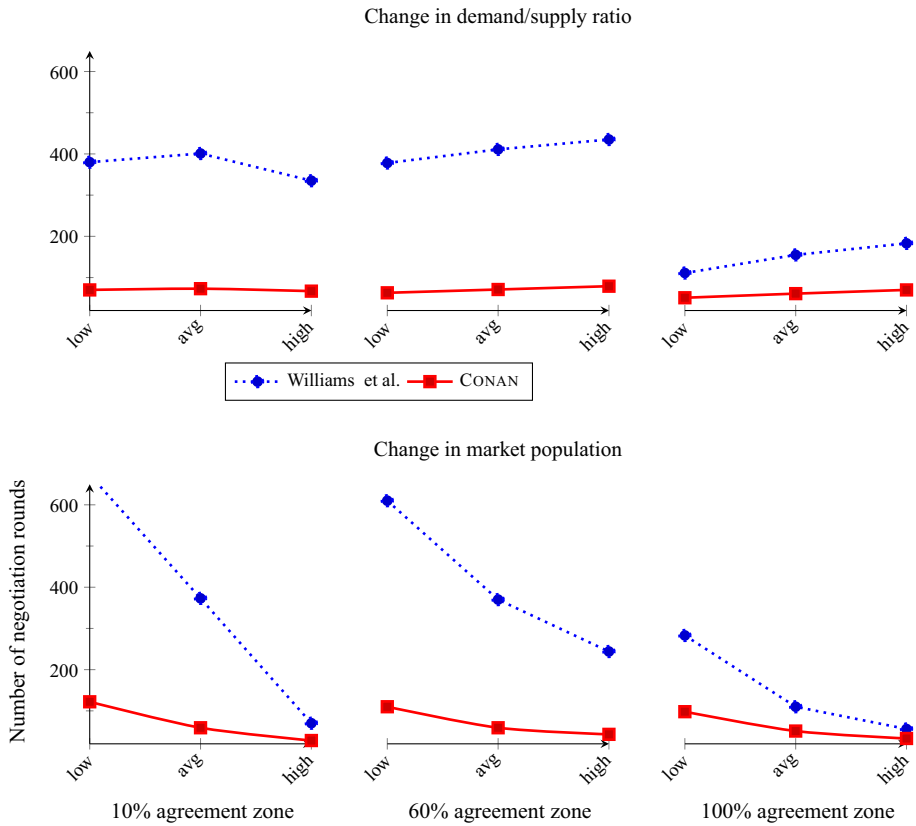 Change in demand/supply ratio
600
400
200
low avg high low avg high low avg high
Williams et al. CONAN
Change in market population
Number of negotiation rounds
600
400
200
low avg high low avg high low avg high
10% agreement zone 60% agreement zone 100% agreement zone